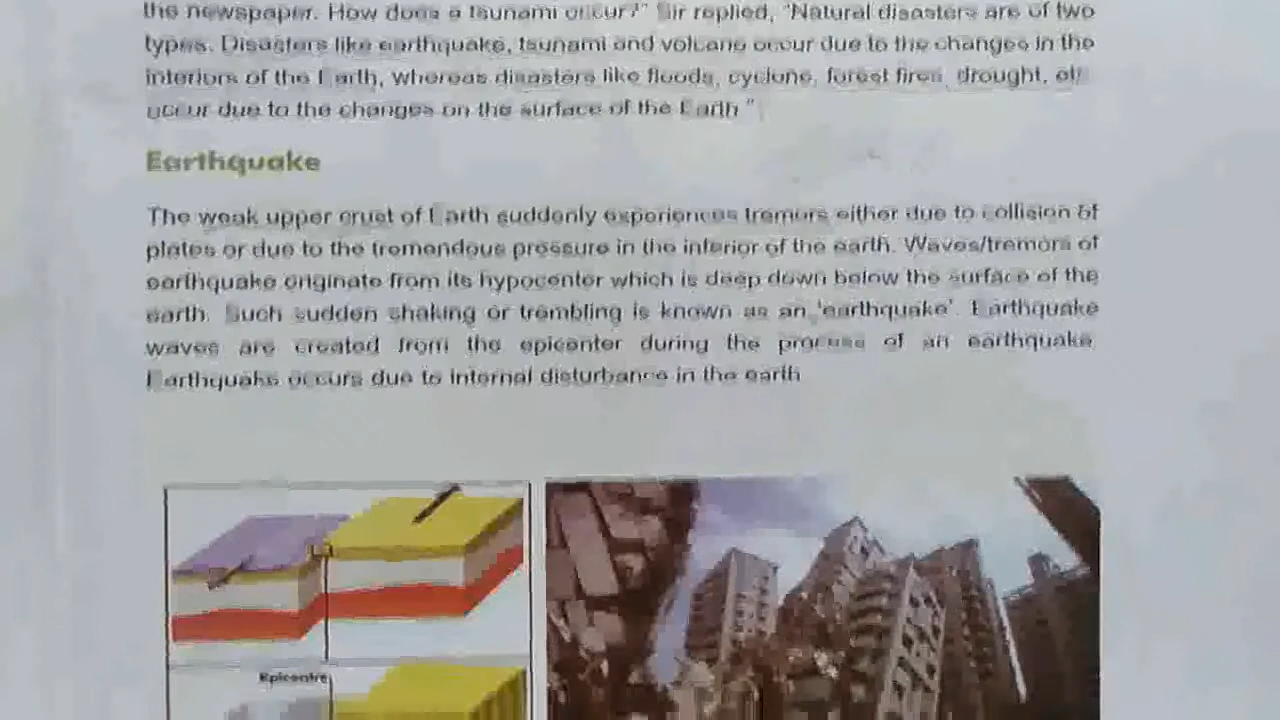 the newspaper. How does a tsunami occur?" Sir replied, "Natural disasters are of two
types. Disasters like earthquake, tsunami and volcano occur due to the changes in the
interiors of the Earth, whereas disasters like floods, cyclone, forest fires, drought, etc
occur due to the changes on the surface of the Earth."
Earthquake
The weak upper crust of Earth suddenly experiences tremors either due to collision of
plates or due to the tremendous pressure in the interior of the earth. Waves/tremors of
earthquake originate from its hypocenter which is deep down below the surface of the
earth. Such sudden shaking or trembling is known as an 'earthquake'. Earthquake
waves are created from the epicenter during the process of an earthquake.
Earthquake occurs due to internal disturbance in the earth
Epicentre